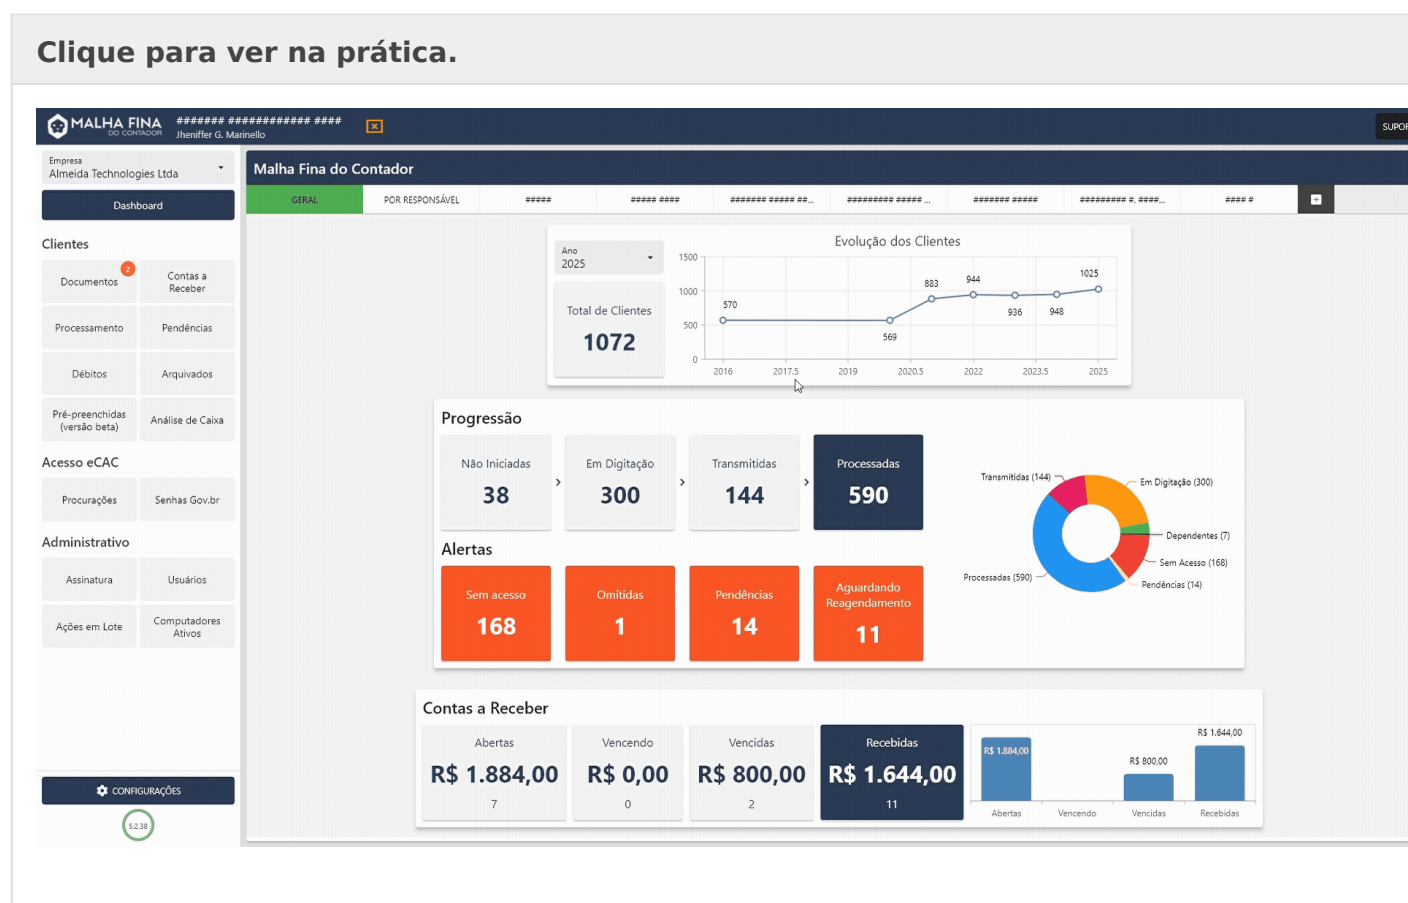 Clique para ver na prática.
MALHA FINA
DO CONTADOR
####### ############ ####
Jheniffer G. Marinello
SUPOR
Empresa
Almeida Technologies Ltda
Dashboard
Clientes
Documentos
2
Contas a
Receber
Processamento
Pendências
Débitos
Arquivados
Pré-preenchidas
(versão beta)
Análise de Caixa
Acesso eCAC
Procurações
Senhas Gov.br
Administrativo
Assinatura
Usuários
Ações em Lote
Computadores
Ativos
CONFIGURAÇÕES
5.2.38
Malha Fina do Contador
GERAL
POR RESPONSÁVEL
#####
##### ####
####### ##### ##...
######### ##### ...
####### #####
######### #. ####...
#### #
Ano
2025
Total de Clientes
1072
Evolução dos Clientes
1500
1000
500
0
570
569
883
944
936
948
1025
2016
2017.5
2019
2020.5
2022
2023.5
2025
Progressão
Não Iniciadas
38
Em Digitação
300
Transmitidas
144
Processadas
590
Alertas
Sem acesso
168
Omitidas
1
Pendências
14
Aguardando
Reagendamento
11
Transmitidas (144)
Em Digitação (300)
Dependentes (7)
Sem Acesso (168)
Pendências (14)
Processadas (590)
Contas a Receber
Abertas
R$ 1.884,00
7
Vencendo
R$ 0,00
0
Vencidas
R$ 800,00
2
Recebidas
R$ 1.644,00
11
R$ 1.884,00
R$ 800,00
R$ 1.644,00
Abertas
Vencendo
Vencidas
Recebidas